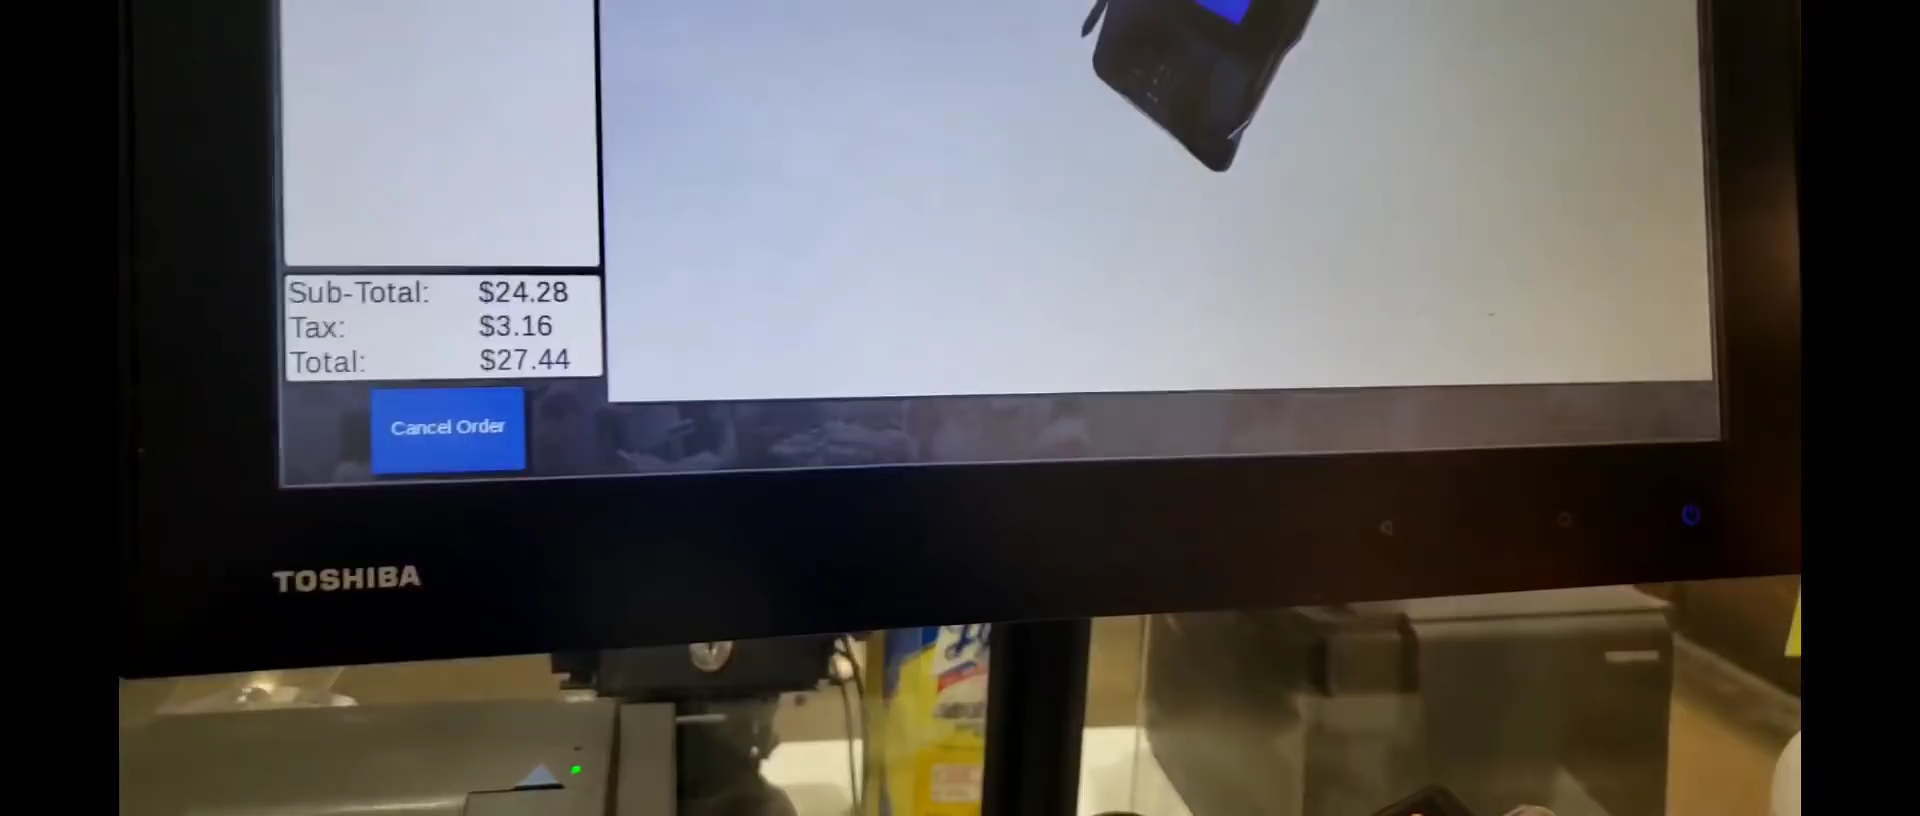 Sub-Total: $24.28
Tax: $3.16
Total: $27.44
Cancel Order
TOSHIBA